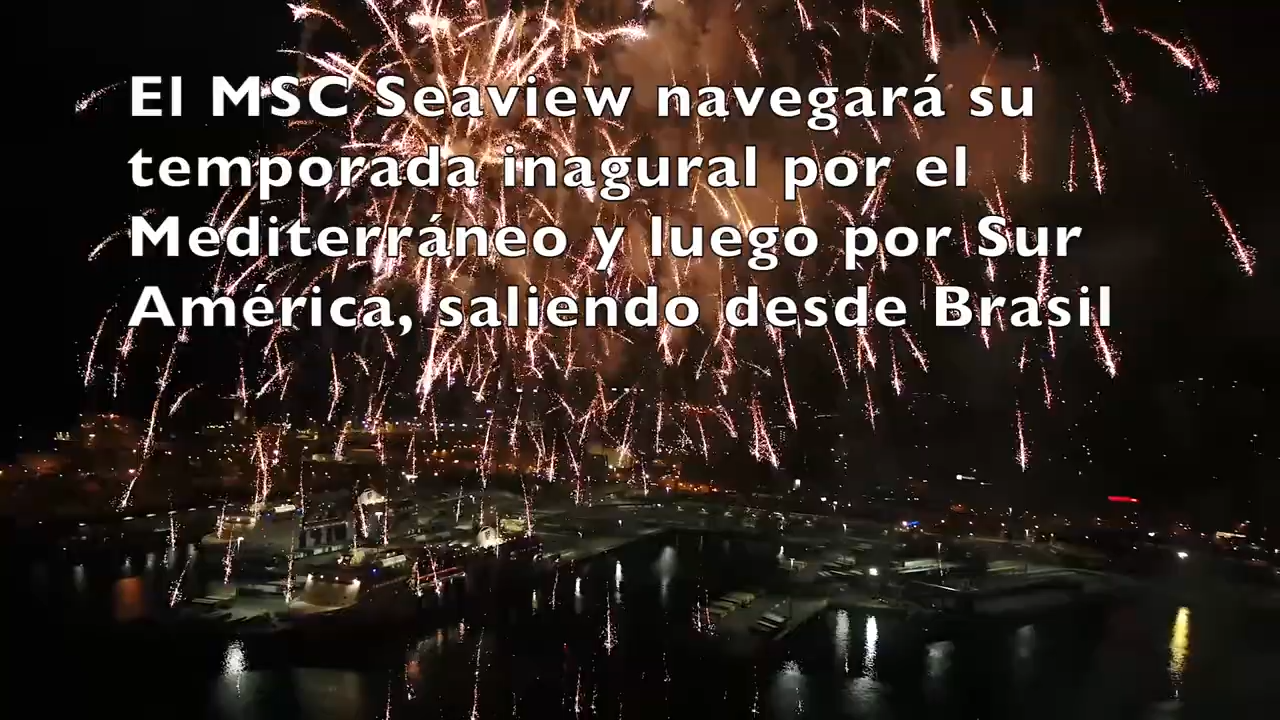 El MSC Seaview navegará su
temporada inagural por el
Mediterráneo y luego por Sur
América, saliendo desde Brasil